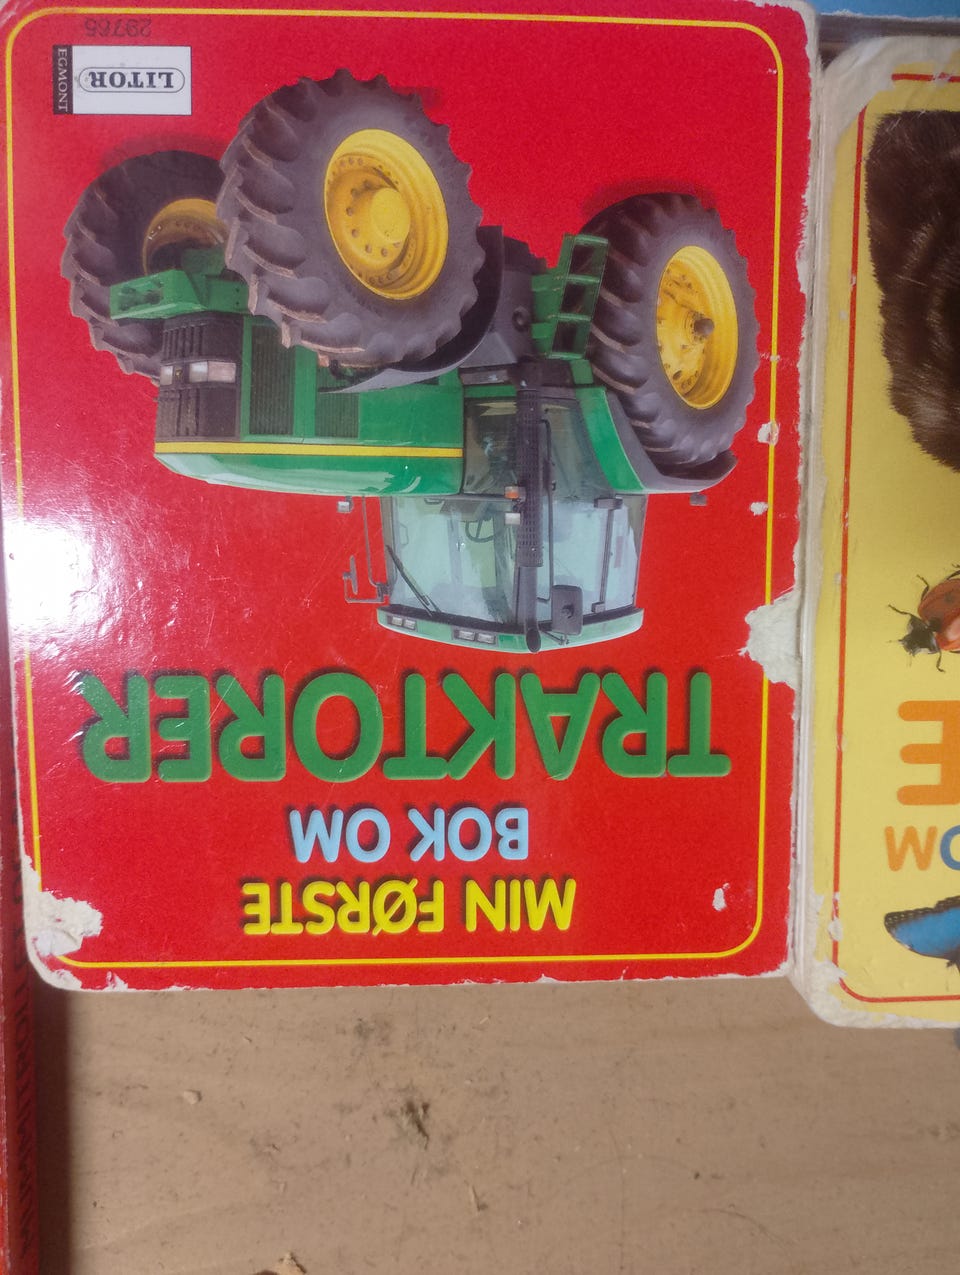 MIN FØRSTE
BOK OM
TRAKTORER
LITOR
EGMONT
29765